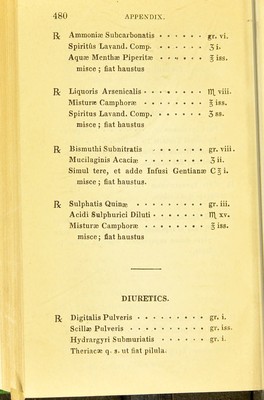 480 APPENDIX.
℞ Ammoniæ Subcarbonatis · · · · · · gr. vi.
Spiritûs Lavand. Comp. · · · · · · ʒ i.
Aquæ Menthæ Piperitæ · · · · · · ℥ iss.
misce ; fiat haustus
℞ Liquoris Arsenicalis · · · · · · ♏ viii.
Misturæ Camphoræ · · · · · · ℥ iss.
Spiritus Lavand. Comp. · · · · · · ʒ ss.
misce ; fiat haustus
℞ Bismuthi Subnitratis · · · · · · gr. viii.
Mucilaginis Acaciæ · · · · · · · ʒ ii.
Simul tere, et adde Infusi Gentianæ C ℥ i.
misce ; fiat haustus.
℞ Sulphatis Quinæ · · · · · · · · gr. iii.
Acidi Sulphurici Diluti · · · · · · · ♏ xv.
Misturæ Camphoræ · · · · · · · ℥ iss.
misce; fiat haustus
DIURETICS.
℞ Digitalis Pulveris · · · · · · · · gr. i.
Scillæ Pulveris · · · · · · · · · gr. iss.
Hydrargyri Submuriatis · · · · · · gr. i.
Theriacæ q. s. ut fiat pilula.